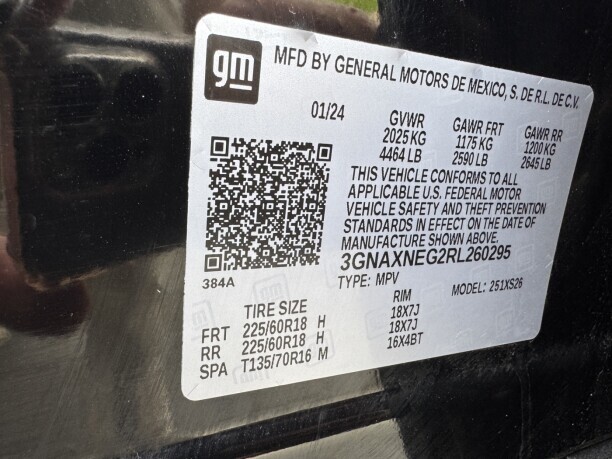 gm
MFD BY GENERAL MOTORS DE MEXICO, S. DE R.L. DE C.V.
01/24 GVWR GAWR FRT GAWR RR
2025 KG 1175 KG 1200 KG
4464 LB 2590 LB 2645 LB
THIS VEHICLE CONFORMS TO ALL
APPLICABLE U.S. FEDERAL MOTOR
VEHICLE SAFETY AND THEFT PREVENTION
STANDARDS IN EFFECT ON THE DATE OF
MANUFACTURE SHOWN ABOVE.
3GNAXNEG2RL260295
384A
TYPE: MPV MODEL: 251XS26
TIRE SIZE RIM
FRT 225/60R18 H 18X7J
RR 225/60R18 H 18X7J
SPA T135/70R16 M 16X4BT